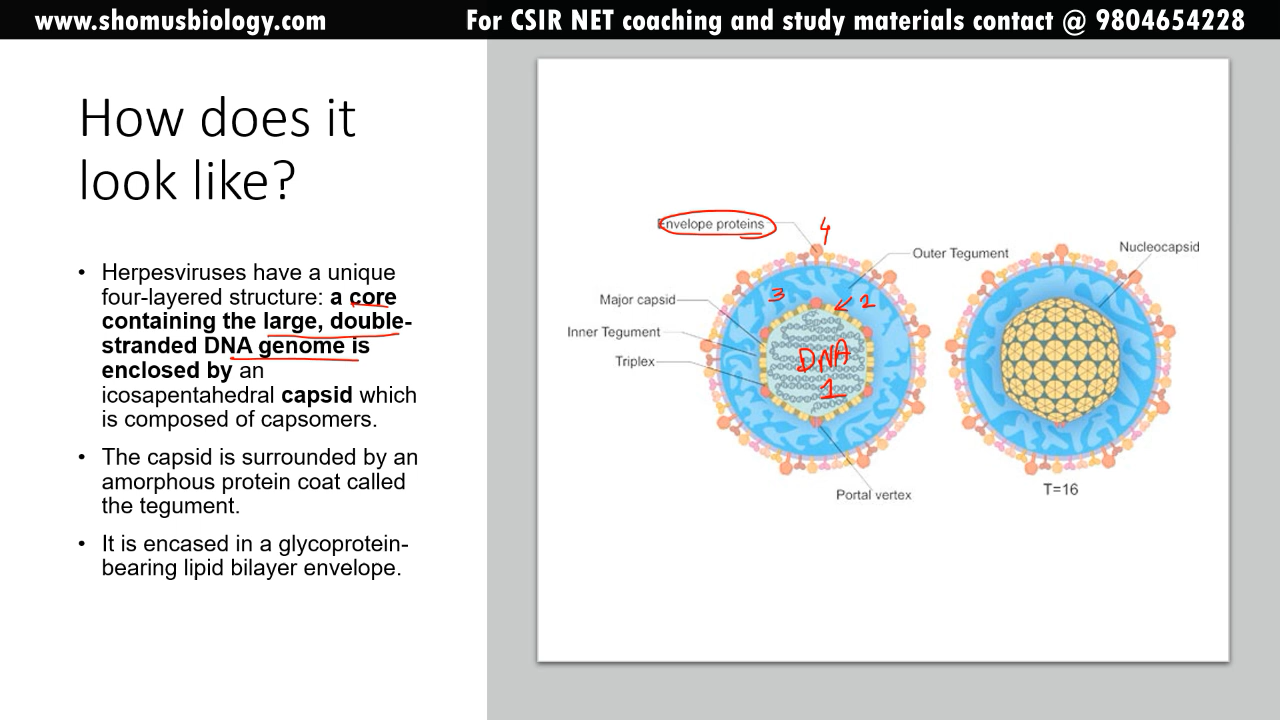 www.shomusbiology.com
For CSIR NET coaching and study materials contact @ 9804654228
How does it
look like?
• Herpesviruses have a unique
four-layered structure: a core
containing the large, double-
stranded DNA genome is
enclosed by an
icosapentahedral capsid which
is composed of capsomers.
• The capsid is surrounded by an
amorphous protein coat called
the tegument.
• It is encased in a glycoprotein-
bearing lipid bilayer envelope.
Envelope proteins
4
Outer Tegument
Nucleocapsid
Major capsid
3
2
Inner Tegument
Triplex
DNA
1
Portal vertex
T=16